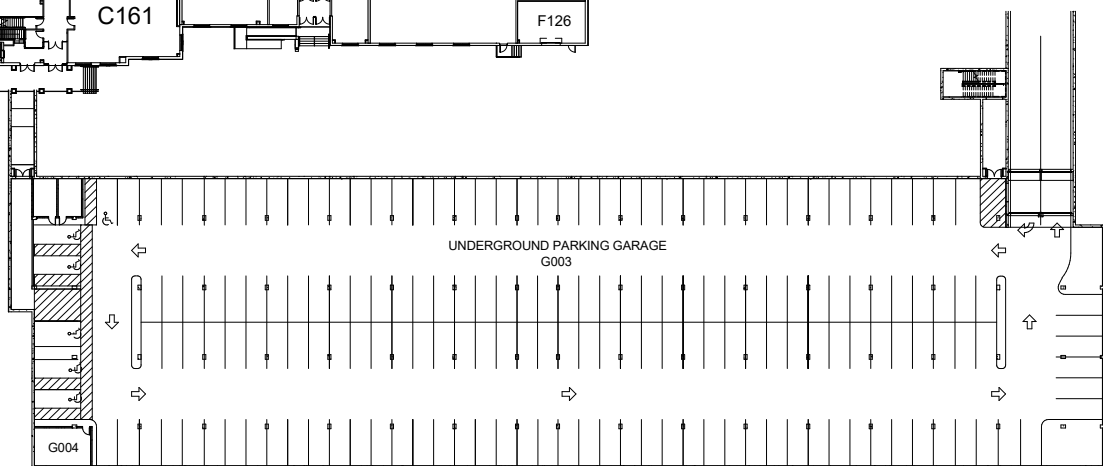 C161
F126
UNDERGROUND PARKING GARAGE
G003
G004